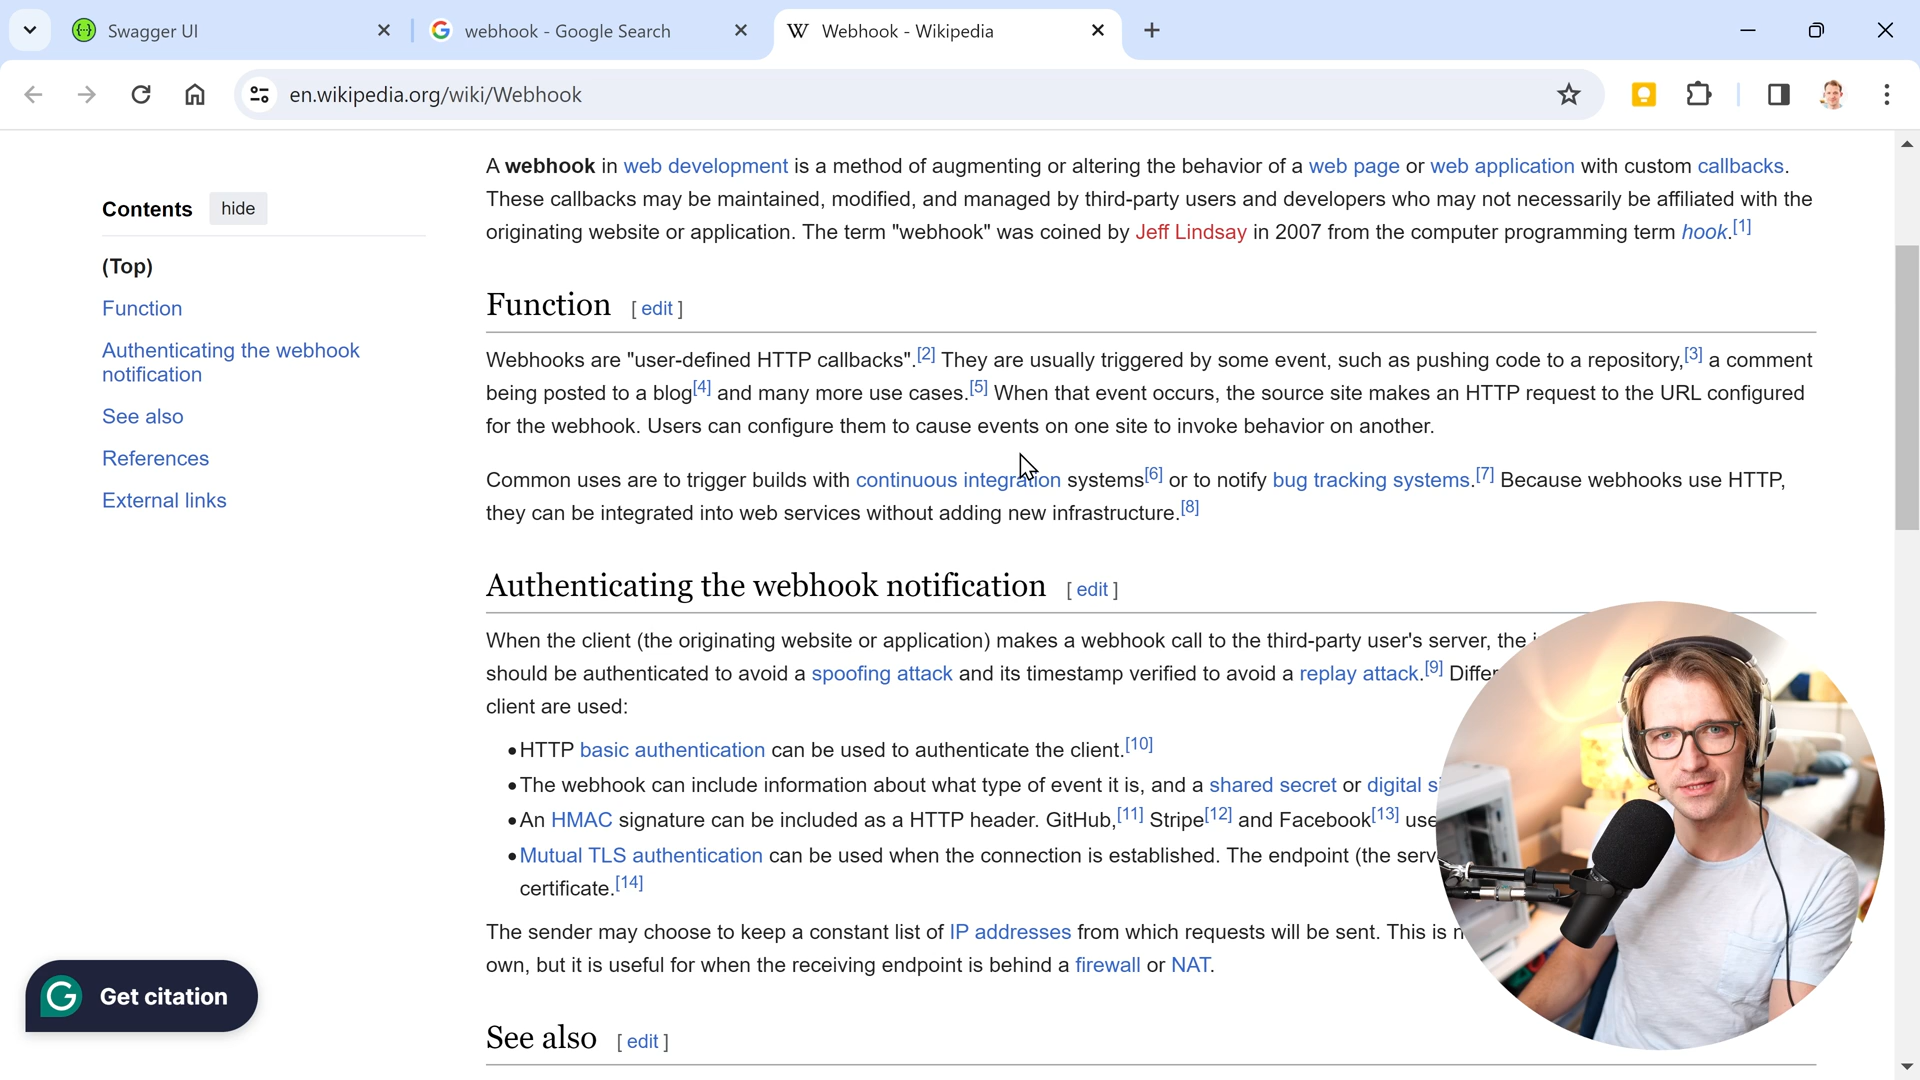 Swagger UI
webhook - Google Search
W Webhook - Wikipedia
en.wikipedia.org/wiki/Webhook
Contents hide
(Top)
Function
Authenticating the webhook
notification
See also
References
External links
A webhook in web development is a method of augmenting or altering the behavior of a web page or web application with custom callbacks.
These callbacks may be maintained, modified, and managed by third-party users and developers who may not necessarily be affiliated with the
originating website or application. The term "webhook" was coined by Jeff Lindsay in 2007 from the computer programming term hook.[1]
Function [ edit ]
Webhooks are "user-defined HTTP callbacks".[2] They are usually triggered by some event, such as pushing code to a repository,[3] a comment
being posted to a blog[4] and many more use cases.[5] When that event occurs, the source site makes an HTTP request to the URL configured
for the webhook. Users can configure them to cause events on one site to invoke behavior on another.
Common uses are to trigger builds with continuous integration systems[6] or to notify bug tracking systems.[7] Because webhooks use HTTP,
they can be integrated into web services without adding new infrastructure.[8]
Authenticating the webhook notification [ edit ]
When the client (the originating website or application) makes a webhook call to the third-party user's server, the
should be authenticated to avoid a spoofing attack and its timestamp verified to avoid a replay attack.[9] Differ
client are used:
• HTTP basic authentication can be used to authenticate the client.[10]
• The webhook can include information about what type of event it is, and a shared secret or digital si
• An HMAC signature can be included as a HTTP header. GitHub,[11] Stripe[12] and Facebook[13] use
• Mutual TLS authentication can be used when the connection is established. The endpoint (the serv
certificate.[14]
The sender may choose to keep a constant list of IP addresses from which requests will be sent. This is
own, but it is useful for when the receiving endpoint is behind a firewall or NAT.
See also [ edit ]
G Get citation